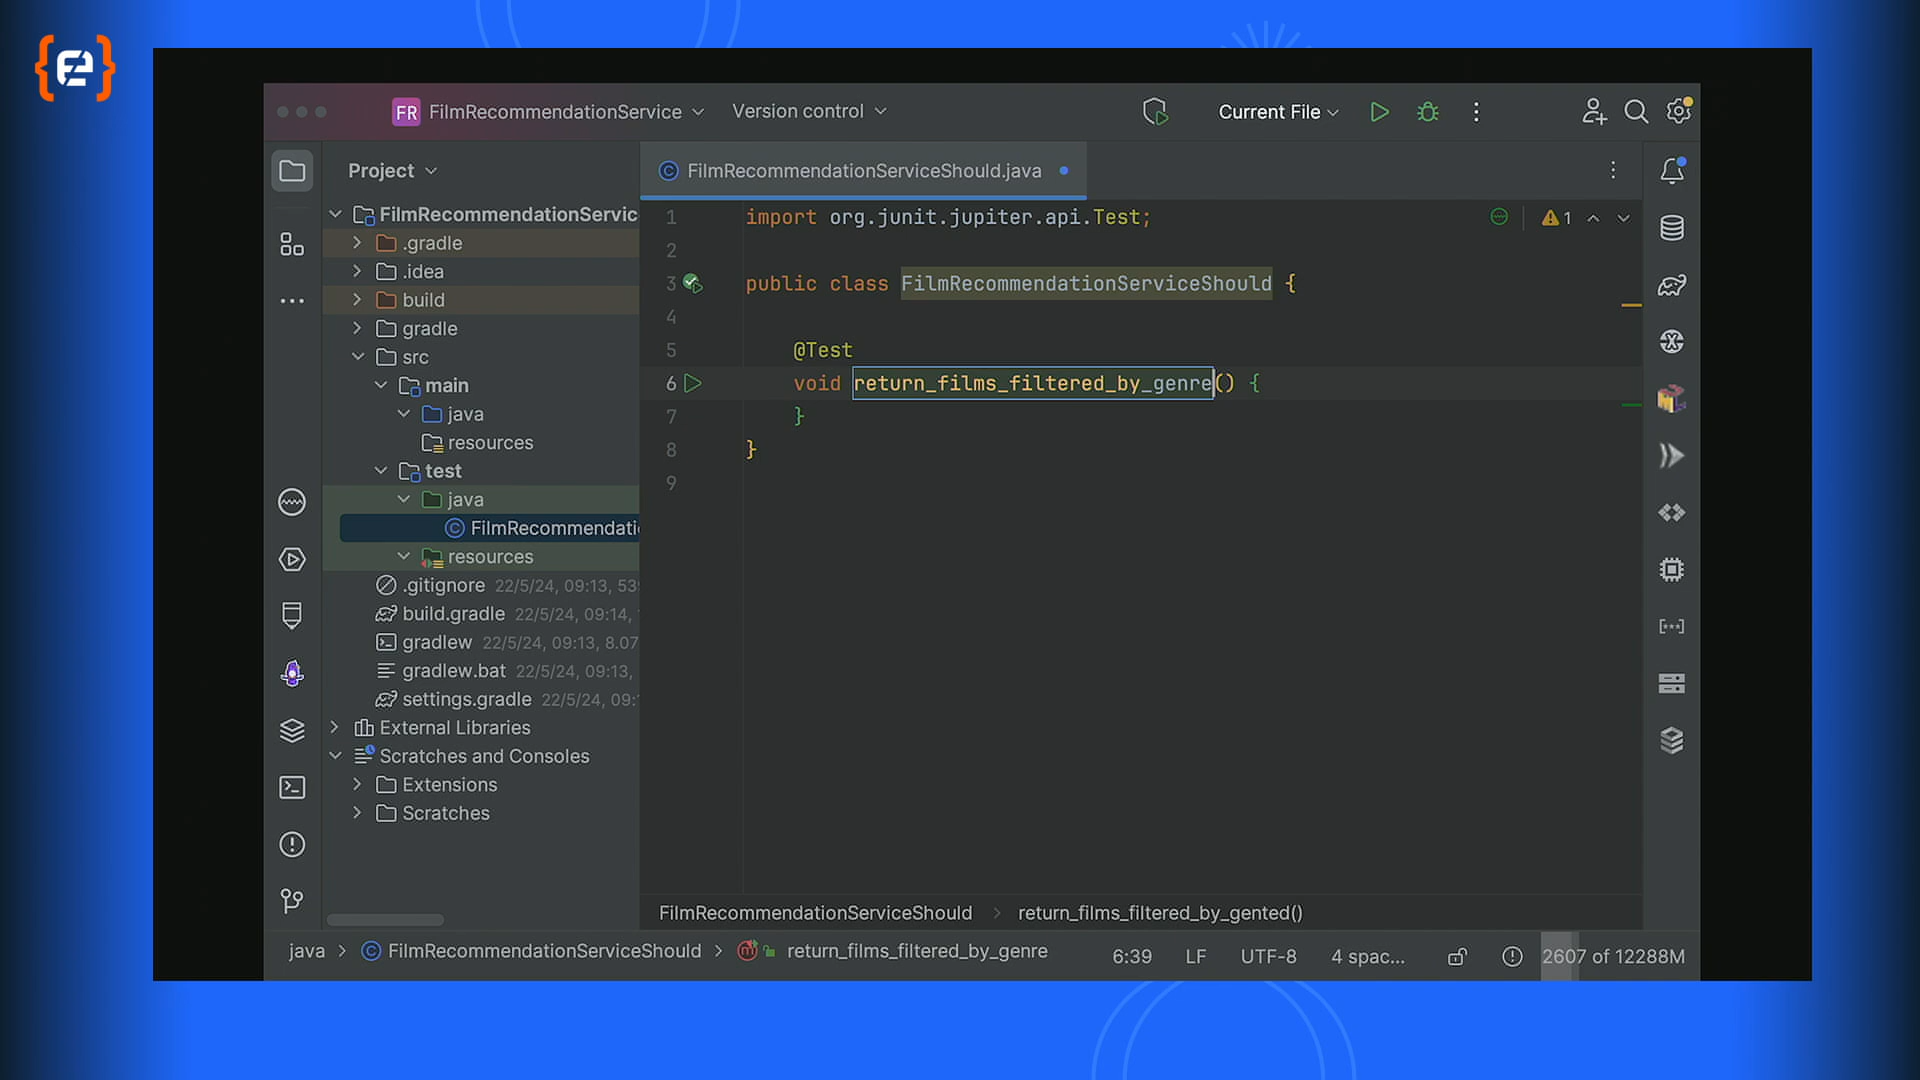 FR FilmRecommendationService Version control Current File
Project
FilmRecommendationServiceShould.java
FilmRecommendationServic
.gradle
.idea
build
gradle
src
main
java
resources
test
java
FilmRecommendati
resources
.gitignore 22/5/24, 09:13, 53
build.gradle 22/5/24, 09:14,
gradlew 22/5/24, 09:13, 8.07
gradlew.bat 22/5/24, 09:13,
settings.gradle 22/5/24, 09:
External Libraries
Scratches and Consoles
Extensions
Scratches
1 import org.junit.jupiter.api.Test; 1
2
3 public class FilmRecommendationServiceShould {
4
5 @Test
6 void return_films_filtered_by_genre() {
7 }
8 }
9
FilmRecommendationServiceShould > return_films_filtered_by_gented()
java > FilmRecommendationServiceShould > return_films_filtered_by_genre 6:39 LF UTF-8 4 spac... 2607 of 12288M